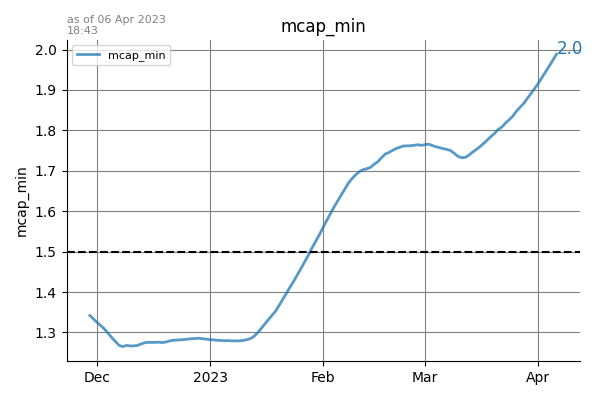 as of 06 Apr 2023
18:43
mcap_min
mcap_min
2.0
2.0
1.9
1.8
1.7
1.6
1.5
1.4
1.3
mcap_min
Dec
2023
Feb
Mar
Apr